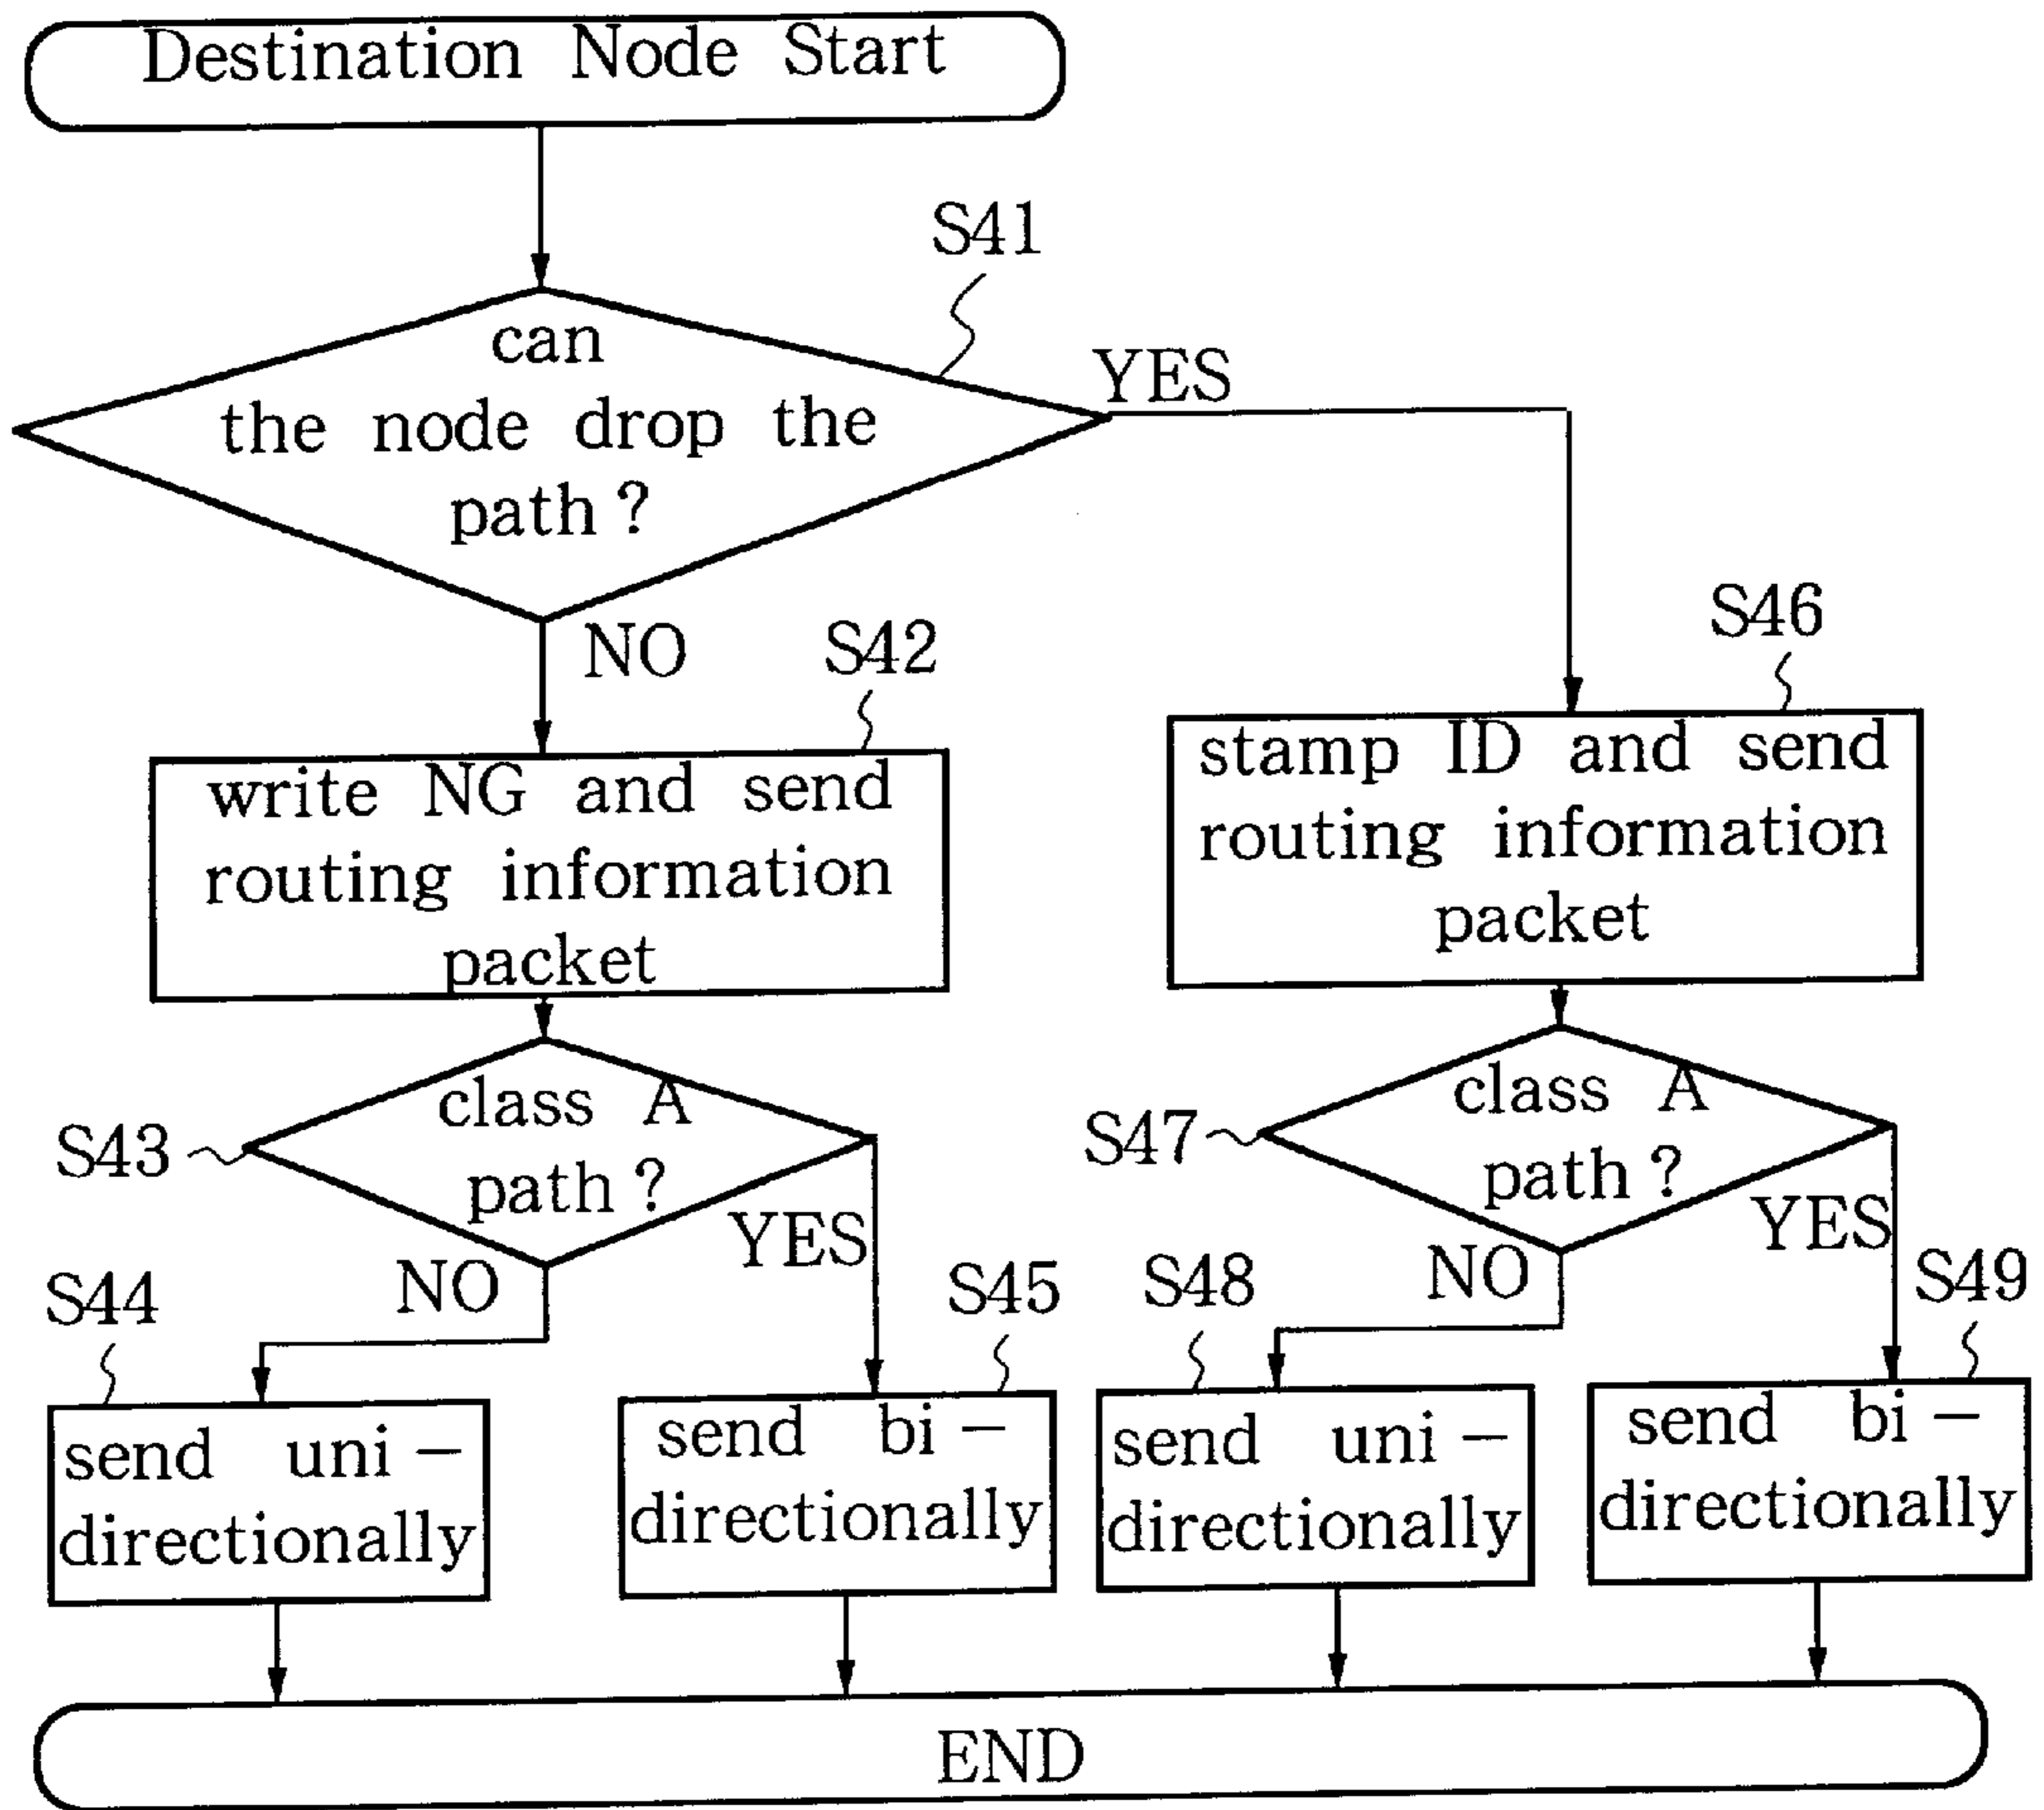 Destination Node Start
S41
can
the node drop the
path ?
YES
NO
S42
write NG and send
routing information
packet
S46
stamp ID and send
routing information
packet
S43
class A
path ?
YES
NO
S47
class A
path ?
YES
NO
S44
send uni-
directionally
S45
send bi-
directionally
S48
send uni-
directionally
S49
send bi-
directionally
END